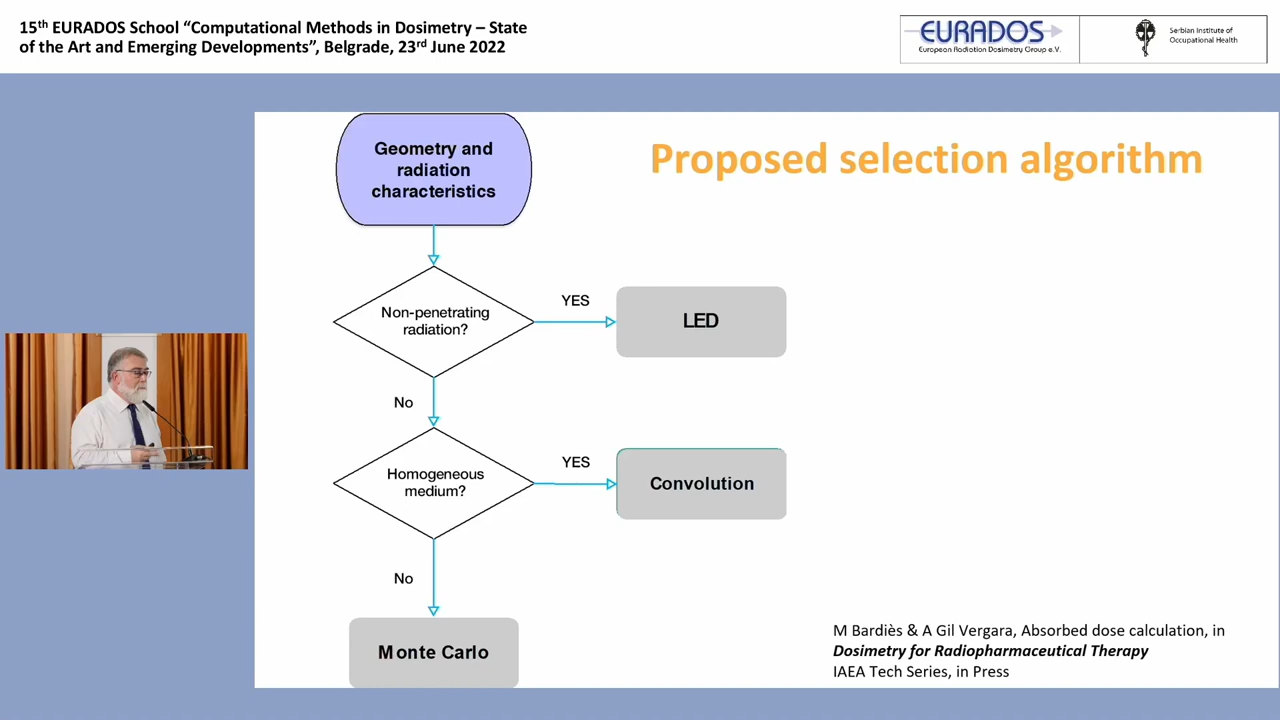 15th EURADOS School “Computational Methods in Dosimetry – State
of the Art and Emerging Developments”, Belgrade, 23rd June 2022
EURADOS
European Radiation Dosimetry Group e.V.
Serbian Institute of
Occupational Health
Proposed selection algorithm
Geometry and
radiation
characteristics
Non-penetrating
radiation?
YES
LED
No
Homogeneous
medium?
YES
Convolution
No
Monte Carlo
M Bardiès & A Gil Vergara, Absorbed dose calculation, in
Dosimetry for Radiopharmaceutical Therapy
IAEA Tech Series, in Press